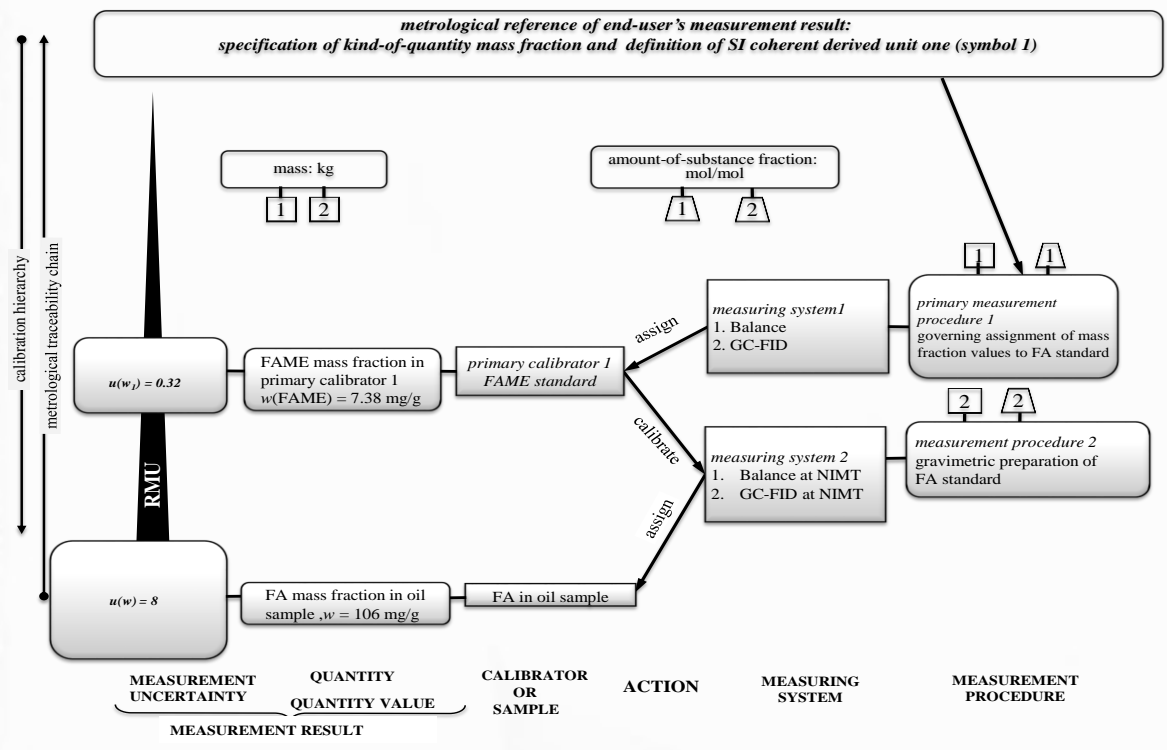 metrological reference of end-user's measurement result:
specification of kind-of-quantity mass fraction and definition of SI coherent derived unit one (symbol 1)
calibration hierarchy
metrological traceability chain
mass: kg
1
2
amount-of-substance fraction:
mol/mol
1
2
1
1
measuring system1
1. Balance
2. GC-FID
primary measurement
procedure 1
governing assignment of mass
fraction values to FA standard
assign
u(w1) = 0.32
FAME mass fraction in
primary calibrator 1
w(FAME) = 7.38 mg/g
primary calibrator 1
FAME standard
calibrate
2
2
measuring system 2
1. Balance at NIMT
2. GC-FID at NIMT
measurement procedure 2
gravimetric preparation of
FA standard
RMU
assign
u(w) = 8
FA mass fraction in oil
sample ,w = 106 mg/g
FA in oil sample
MEASUREMENT
UNCERTAINTY
QUANTITY
QUANTITY VALUE
MEASUREMENT RESULT
CALIBRATOR
OR
SAMPLE
ACTION
MEASURING
SYSTEM
MEASUREMENT
PROCEDURE